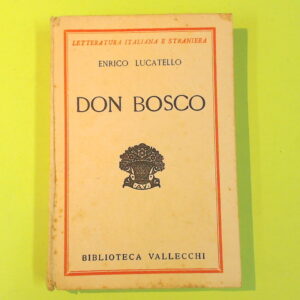 LETTERATURA ITALIANA E STRANIERA
ENRICO LUCATELLO
DON BOSCO
BIBLIOTECA VALLECCHI